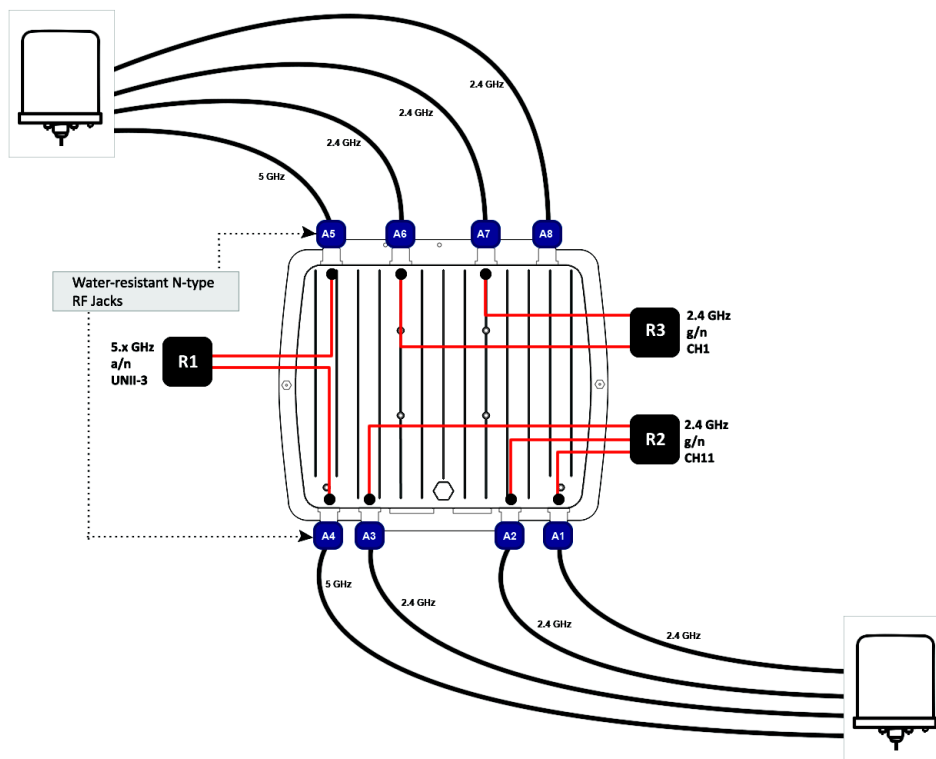 2.4 GHz
2.4 GHz
2.4 GHz
5 GHz
A5
A6
A7
A8
Water-resistant N-type
RF Jacks
R3
2.4 GHz
g/n
CH1
5.x GHz
a/n
UNII-3
R1
R2
2.4 GHz
g/n
CH11
A4
A3
A2
A1
5 GHz
2.4 GHz
2.4 GHz
2.4 GHz